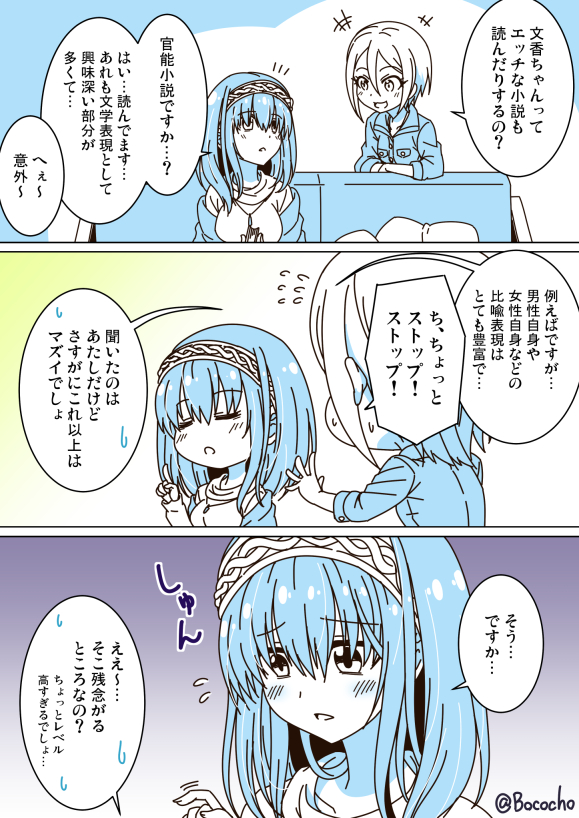 文香ちゃんって
エッチな小説も
読んだりするの?
官能小説ですか…?
はい…読んでます…
あれも文学表現として
興味深い部分が
多くて…
へぇ〜
意外〜
例えばですが…
男性自身や
女性自身などの
比喩表現は
とても豊富で…
ち、ちょっと
ストップ!
ストップ!
聞いたのは
あたしだけど
さすがにこれ以上は
マズイでしょ
そう…
ですか…
しゅん
ええ〜…
そこ残念がる
ところなの?
ちょっとレベル
高すぎるでしょ…
@Bococho